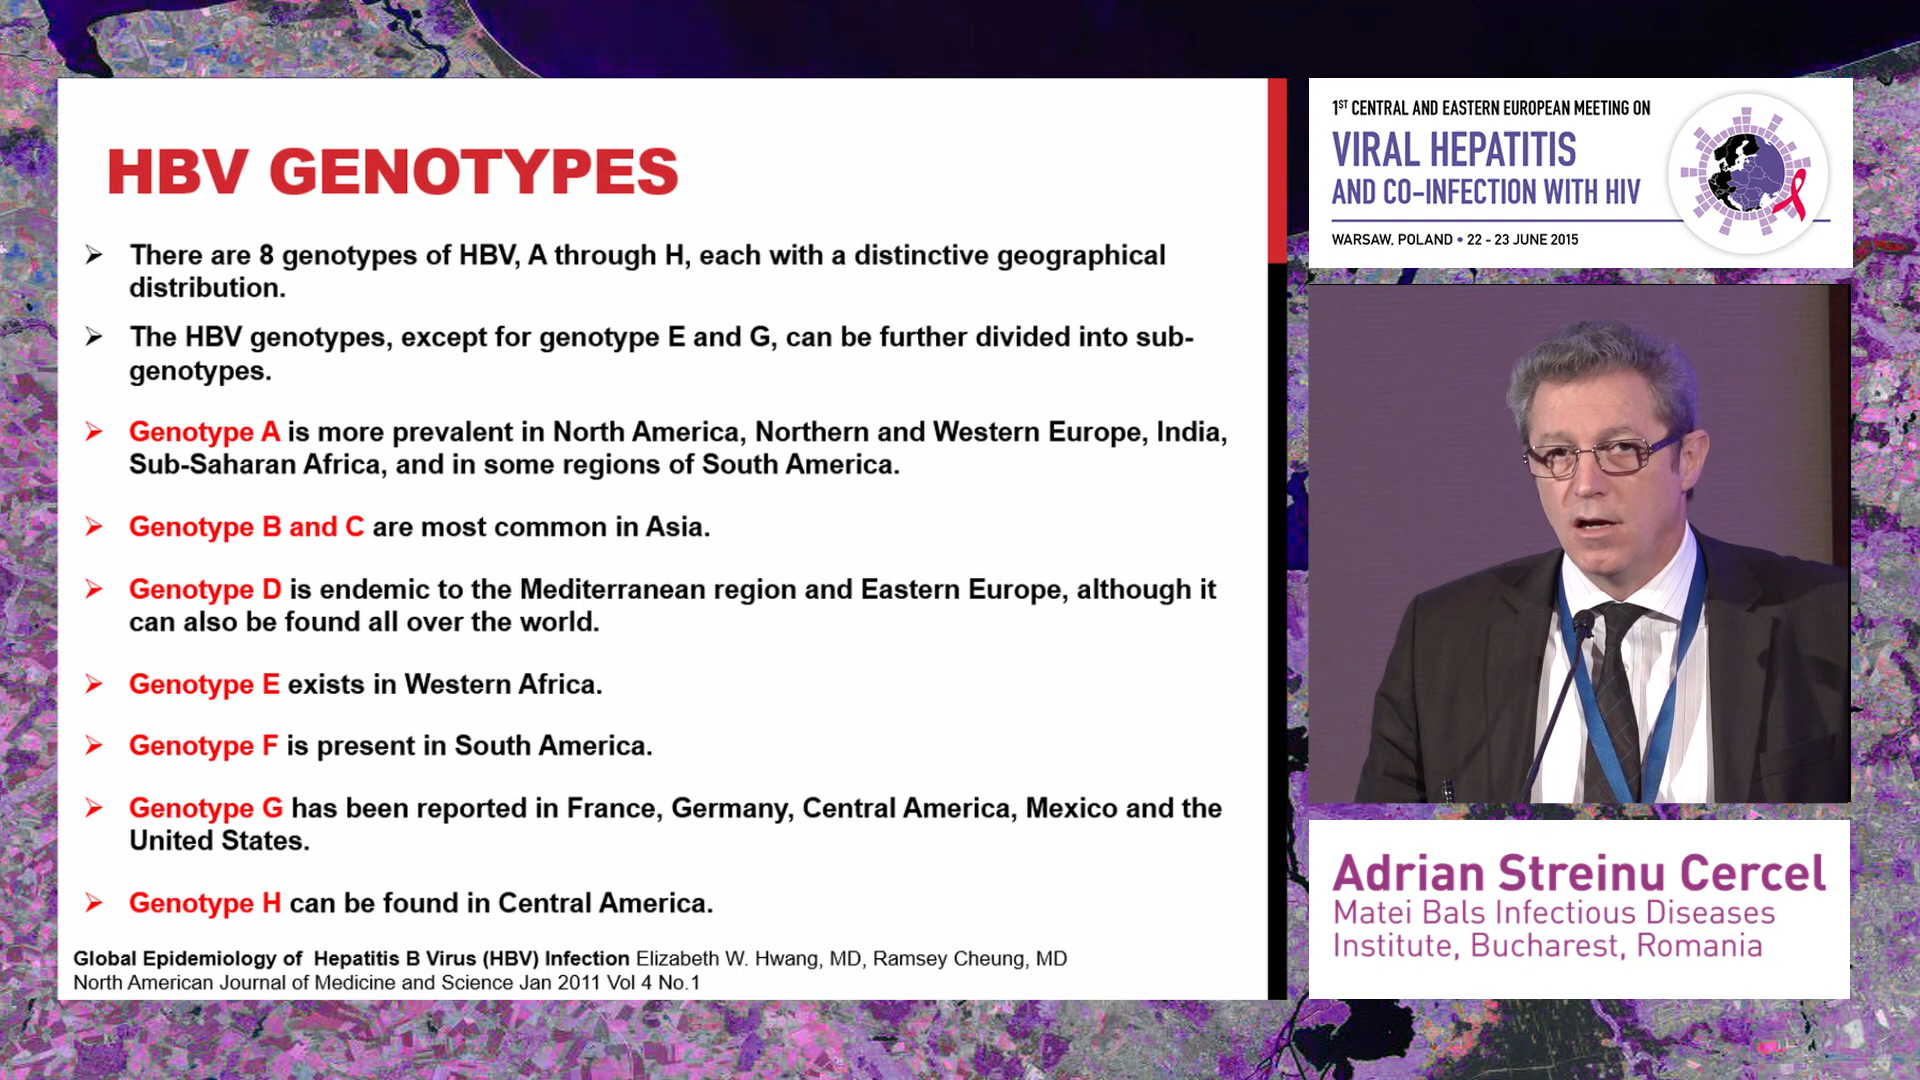 HBV GENOTYPES
➢ There are 8 genotypes of HBV, A through H, each with a distinctive geographical
distribution.
➢ The HBV genotypes, except for genotype E and G, can be further divided into sub-
genotypes.
➢ Genotype A is more prevalent in North America, Northern and Western Europe, India,
Sub-Saharan Africa, and in some regions of South America.
➢ Genotype B and C are most common in Asia.
➢ Genotype D is endemic to the Mediterranean region and Eastern Europe, although it
can also be found all over the world.
➢ Genotype E exists in Western Africa.
➢ Genotype F is present in South America.
➢ Genotype G has been reported in France, Germany, Central America, Mexico and the
United States.
➢ Genotype H can be found in Central America.
Global Epidemiology of Hepatitis B Virus (HBV) Infection Elizabeth W. Hwang, MD, Ramsey Cheung, MD
North American Journal of Medicine and Science Jan 2011 Vol 4 No.1
1ST CENTRAL AND EASTERN EUROPEAN MEETING ON
VIRAL HEPATITIS
AND CO-INFECTION WITH HIV
WARSAW, POLAND • 22 - 23 JUNE 2015
Adrian Streinu Cercel
Matei Bals Infectious Diseases
Institute, Bucharest, Romania